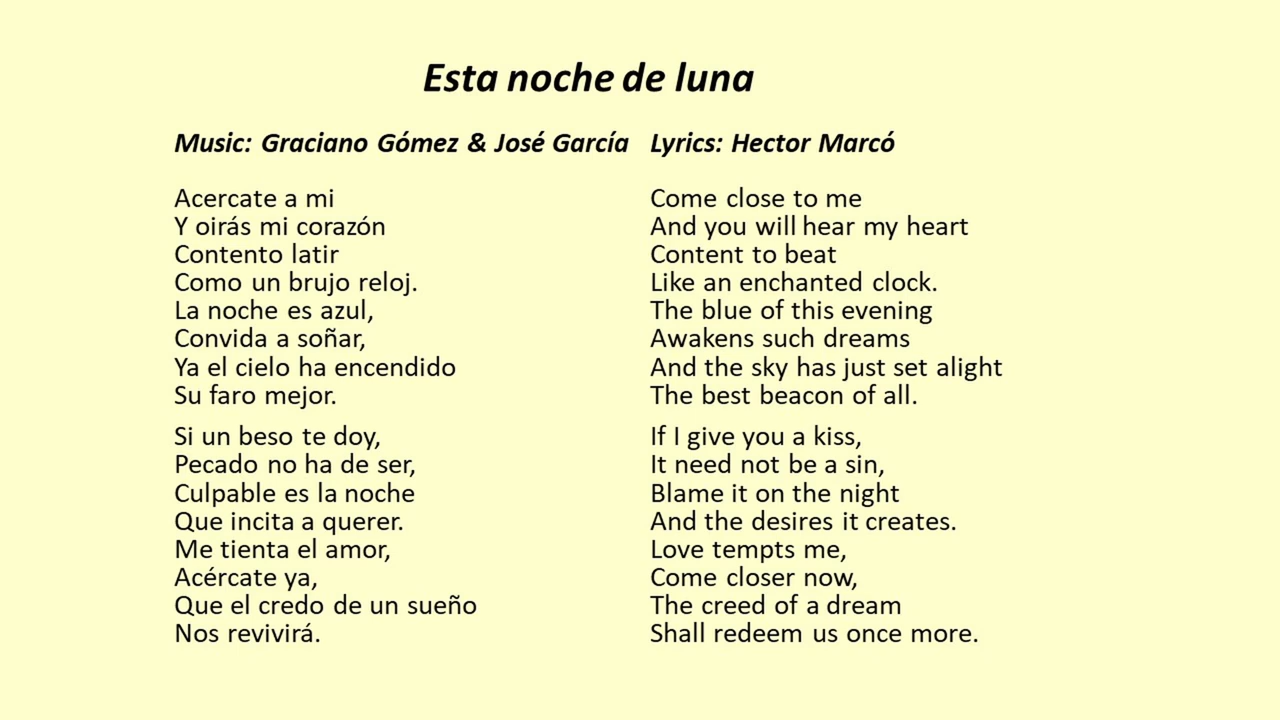 Esta noche de luna
Music: Graciano Gómez & José García Lyrics: Hector Marcó
Acercate a mi
Y oirás mi corazón
Contento latir
Como un brujo reloj.
La noche es azul,
Convida a soñar,
Ya el cielo ha encendido
Su faro mejor.
Si un beso te doy,
Pecado no ha de ser,
Culpable es la noche
Que incita a querer.
Me tienta el amor,
Acércate ya,
Que el credo de un sueño
Nos revivirá.
Come close to me
And you will hear my heart
Content to beat
Like an enchanted clock.
The blue of this evening
Awakens such dreams
And the sky has just set alight
The best beacon of all.
If I give you a kiss,
It need not be a sin,
Blame it on the night
And the desires it creates.
Love tempts me,
Come closer now,
The creed of a dream
Shall redeem us once more.